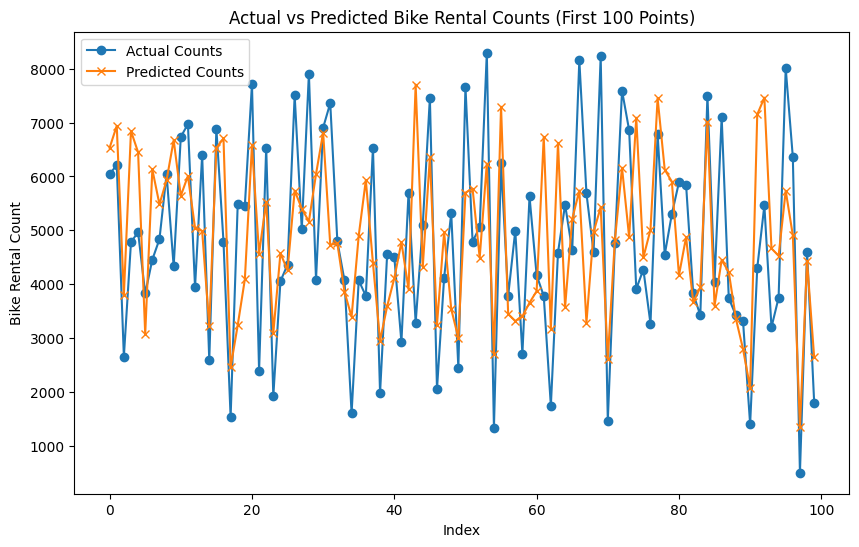 Actual vs Predicted Bike Rental Counts (First 100 Points)
Actual Counts
Predicted Counts
Bike Rental Count
8000
7000
6000
5000
4000
3000
2000
1000
0 20 40 60 80 100
Index